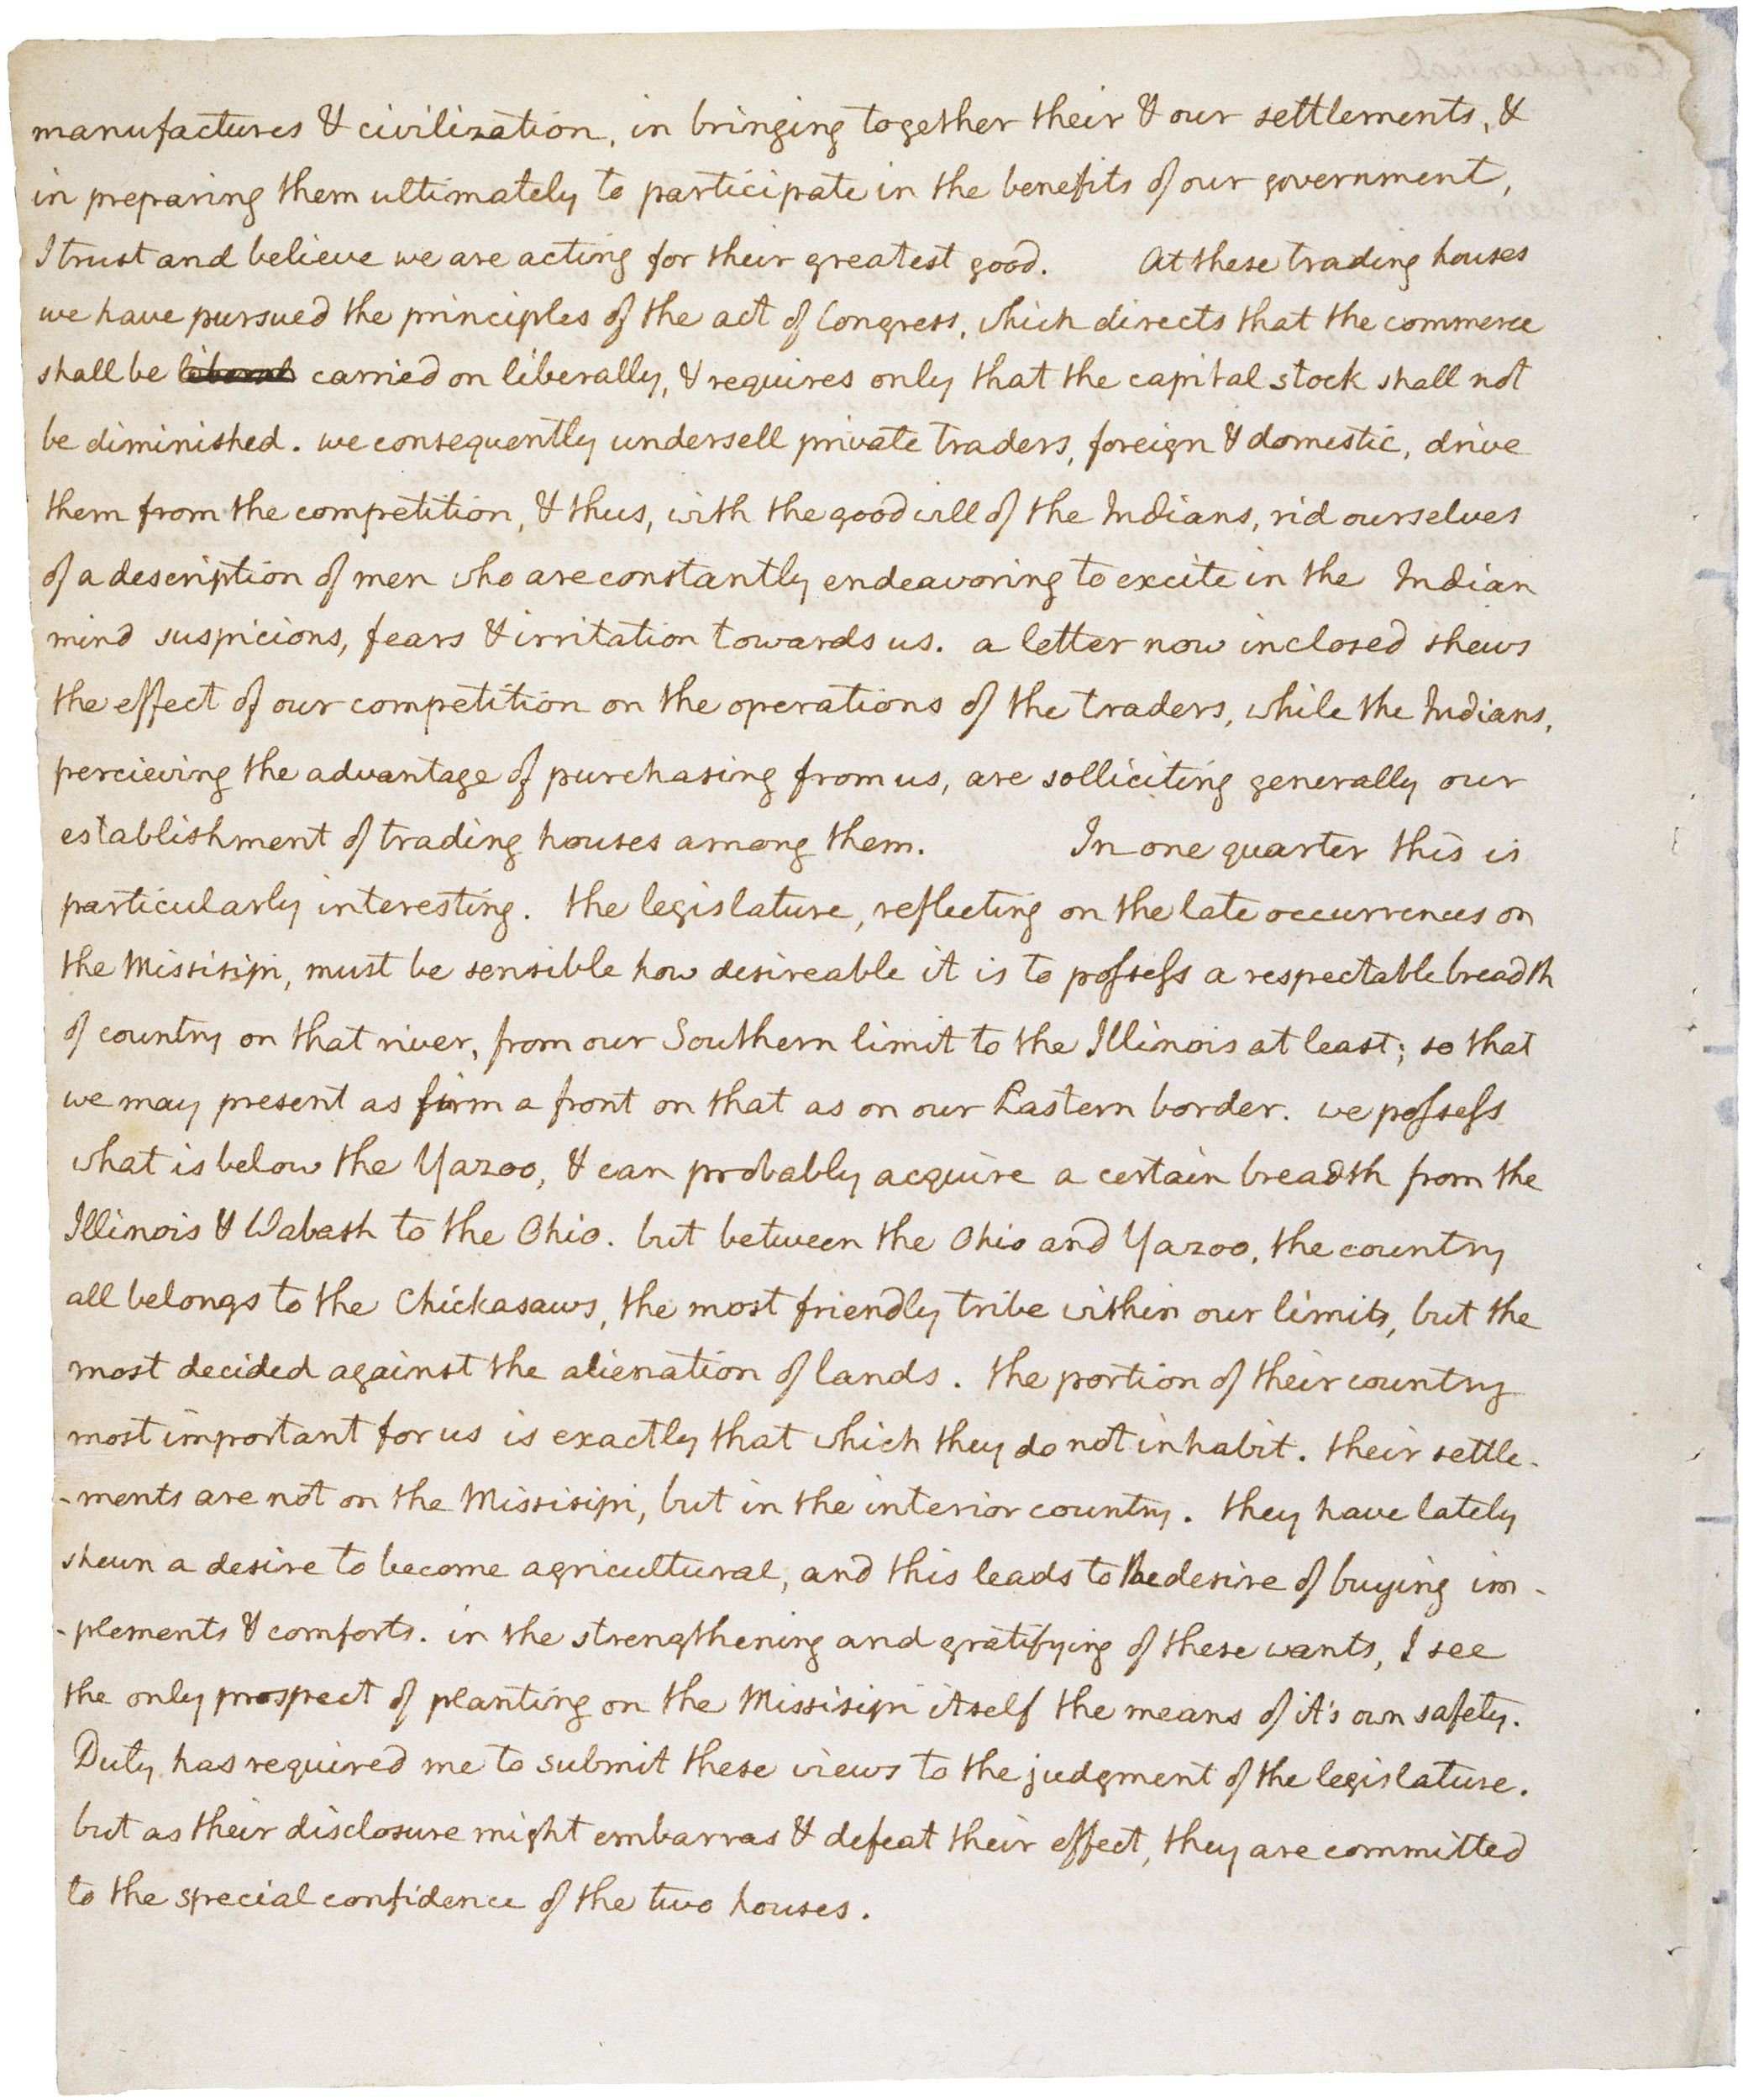 manufactures & civilization, in bringing together their & our settlements, &
in preparing them ultimately to participate in the benefits of our government,
I trust and believe we are acting for their greatest good. At these trading houses
we have pursued the principles of the act of Congress, which directs that the commerce
shall be liberal carried on liberally, & requires only that the capital stock shall not
be diminished. we consequently undersell private traders, foreign & domestic, drive
them from the competition, & thus, with the good will of the Indians, rid ourselves
of a description of men who are constantly endeavoring to excite in the Indian
mind suspicions, fears & irritation towards us. a letter now inclosed shews
the effect of our competition on the operations of the traders, while the Indians,
percieving the advantage of purchasing from us, are solliciting generally our
establishment of trading houses among them. In one quarter this is
particularly interesting. the legislature, reflecting on the late occurrences on
the Missisipi, must be sensible how desireable it is to possess a respectable breadth
of country on that river, from our Southern limit to the Illinois at least; so that
we may present as firm a front on that as on our Eastern border. we possess
what is below the Yazoo, & can probably acquire a certain breadth from the
Illinois & Wabash to the Ohio. but between the Ohio and Yazoo, the country
all belongs to the Chickasaws, the most friendly tribe within our limits, but the
most decided against the alienation of lands. the portion of their country
most important for us is exactly that which they do not inhabit. their settle-
-ments are not on the Missisipi, but in the interior country. they have lately
shewn a desire to become agricultural, and this leads to the desire of buying im-
-plements & comforts. in the strengthening and gratifying of these wants, I see
the only prospect of planting on the Missisipi itself the means of it's own safety.
Duty has required me to submit these views to the judgment of the legislature.
but as their disclosure might embarras & defeat their effect, they are committed
to the special confidence of the two houses.